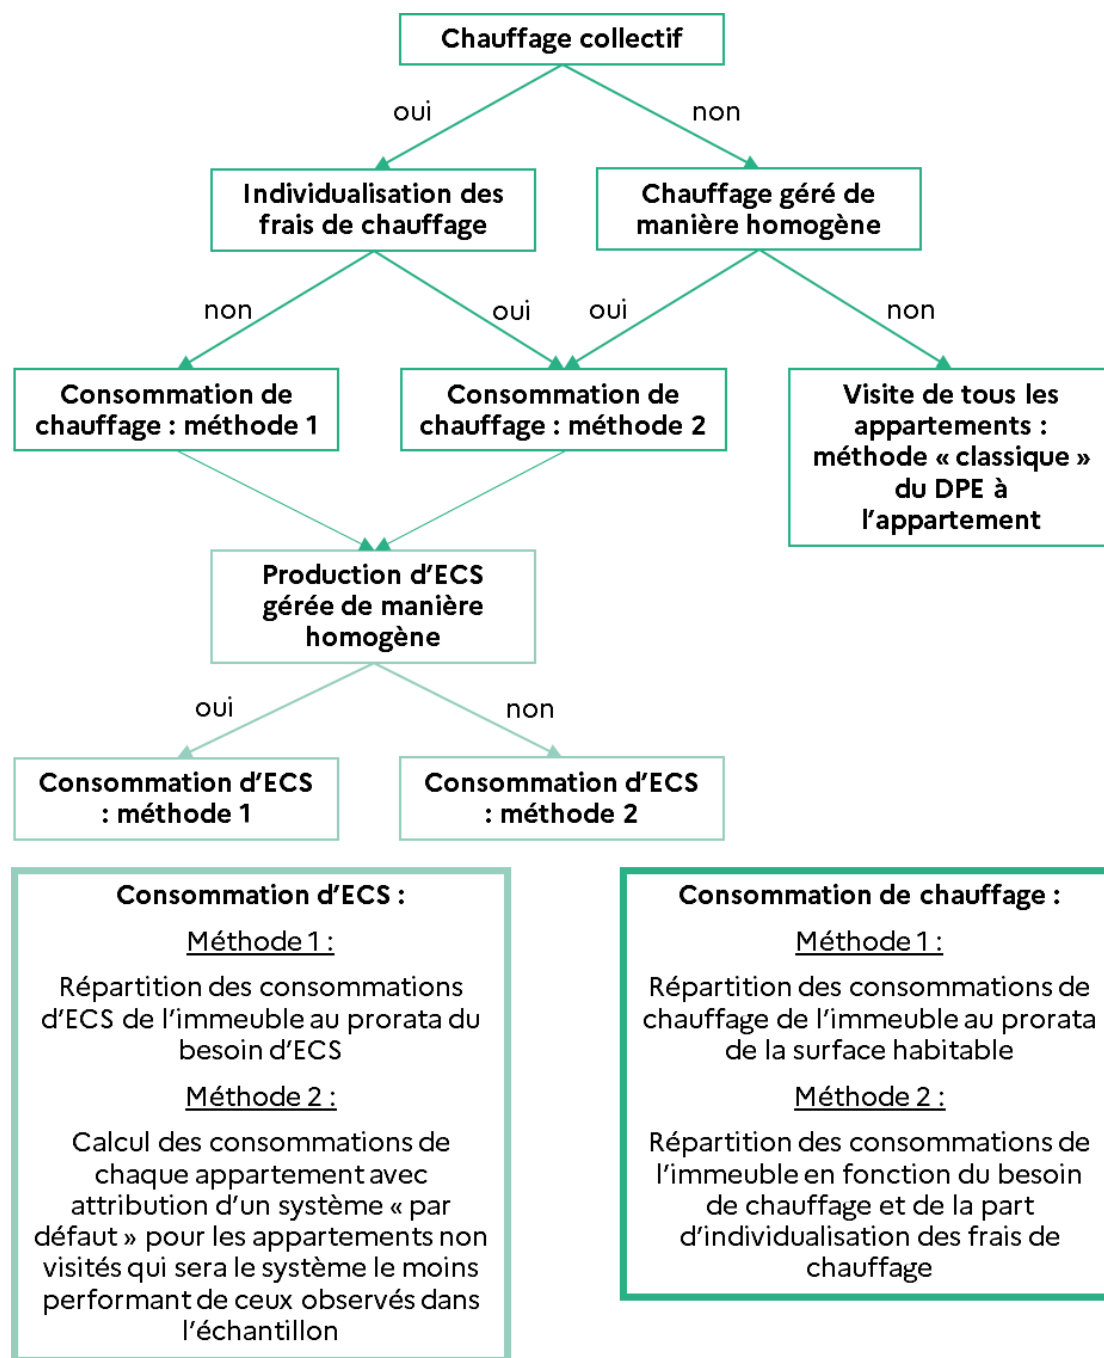 Chauffage collectif
oui
non
Individualisation des
frais de chauffage
Chauffage géré de
manière homogène
non
oui
oui
non
Consommation de
chauffage : méthode 1
Consommation de
chauffage : méthode 2
Visite de tous les
appartements :
méthode « classique »
du DPE à
l'appartement
Production d'ECS
gérée de manière
homogène
oui
non
Consommation d'ECS
: méthode 1
Consommation d'ECS
: méthode 2
Consommation d'ECS :
Méthode 1 :
Répartition des consommations
d'ECS de l'immeuble au prorata du
besoin d'ECS
Méthode 2 :
Calcul des consommations de
chaque appartement avec
attribution d'un système « par
défaut » pour les appartements non
visités qui sera le système le moins
performant de ceux observés dans
l'échantillon
Consommation de chauffage :
Méthode 1 :
Répartition des consommations de
chauffage de l'immeuble au prorata
de la surface habitable
Méthode 2 :
Répartition des consommations de
l'immeuble en fonction du besoin
de chauffage et de la part
d'individualisation des frais de
chauffage